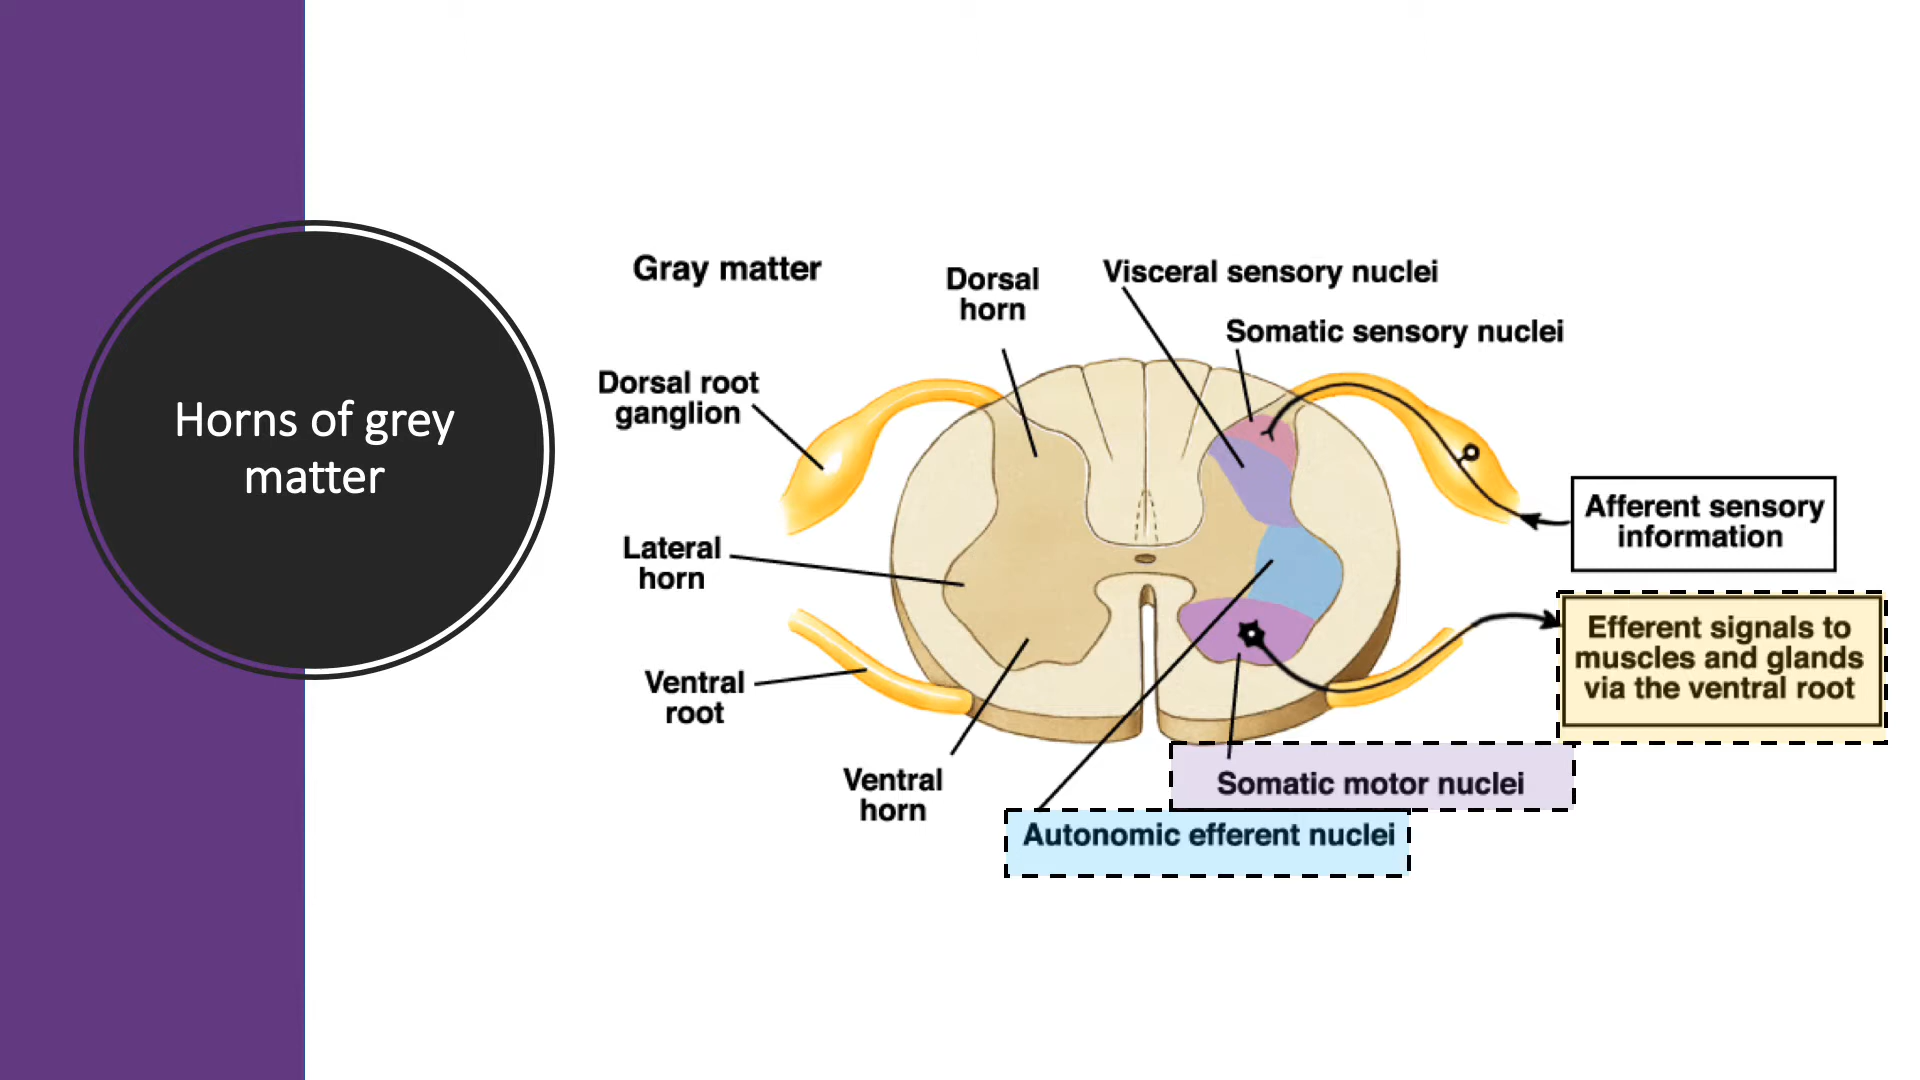 Horns of grey
matter
Gray matter
Dorsal
horn
Visceral sensory nuclei
Somatic sensory nuclei
Dorsal root
ganglion
Afferent sensory
information
Lateral
horn
Efferent signals to
muscles and glands
via the ventral root
Ventral
root
Ventral
horn
Somatic motor nuclei
Autonomic efferent nuclei